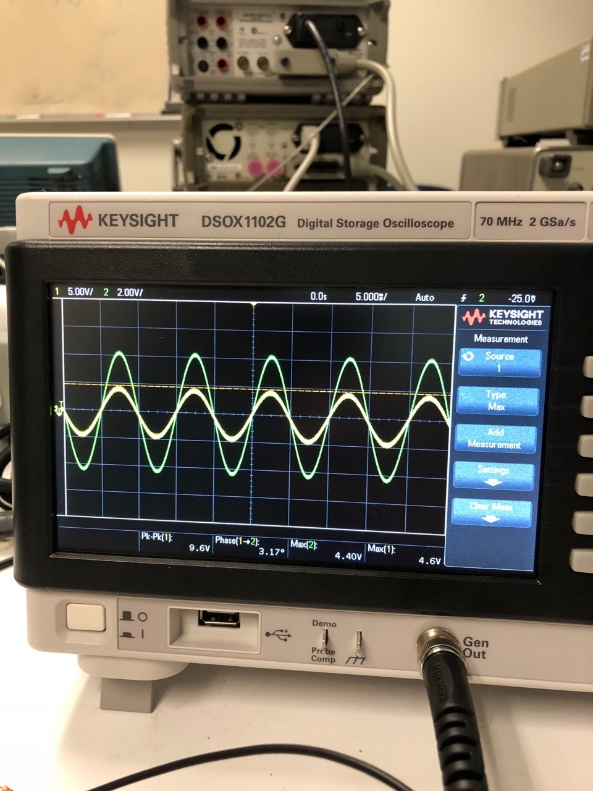 KEYSIGHT DSOX1102G Digital Storage Oscilloscope 70 MHz 2 GSa/s
1 5.00V/ 2 2.00V/ 0.0s 5.000ms/ Auto 2 -25.0V
KEYSIGHT
TECHNOLOGIES
Measurement
Source
1
Type:
Max
Add
Measurement
Settings
Clear Meas
Pk-Pk(1):
9.6V
Phase(1→2):
3.17°
Max(2):
4.40V
Max(1):
4.6V
Demo
Probe
Comp
Gen
Out